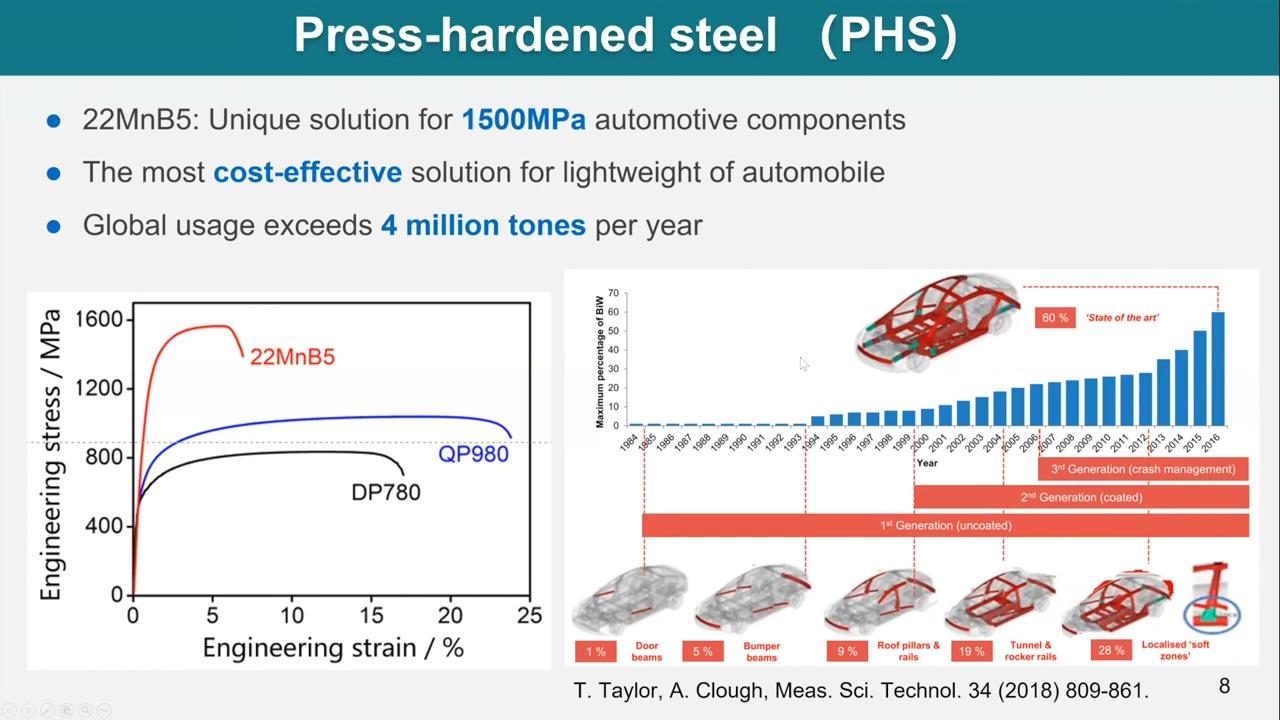 Press-hardened steel （PHS）
● 22MnB5: Unique solution for 1500MPa automotive components
● The most cost-effective solution for lightweight of automobile
● Global usage exceeds 4 million tones per year
Engineering stress / MPa
1600
1200
800
400
0
22MnB5
QP980
DP780
0 5 10 15 20 25
Engineering strain / %
Maximum percentage of BiW
70
60
50
40
30
20
10
0
60 %
'State of the art'
1984 1985 1986 1987 1988 1989 1990 1991 1992 1993 1994 1995 1996 1997 1998 1999 2000 2001 2002 2003 2004 2005 2006 2007 2008 2009 2010 2011 2012 2013 2014 2015 2016
Year
3rd Generation (crash management)
2nd Generation (coated)
1st Generation (uncoated)
1 %
Door
beams
5 %
Bumper
beams
9 %
Roof pillars &
rails
19 %
Tunnel &
rocker rails
28 %
Localised 'soft
zones'
T. Taylor, A. Clough, Meas. Sci. Technol. 34 (2018) 809-861.
8